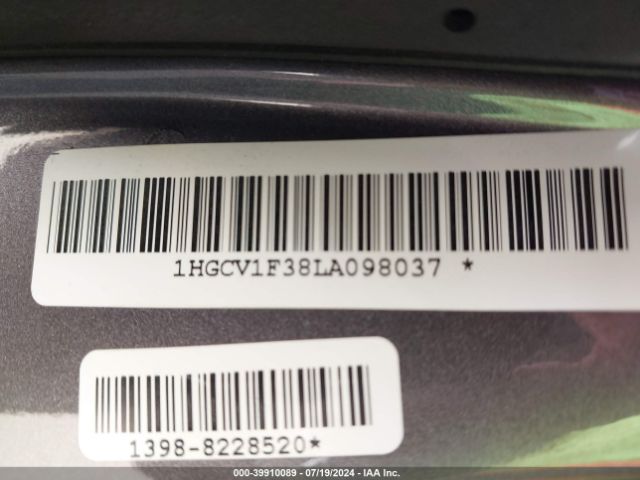 1HGCV1F38LA098037 *
1398-8228520*
000-39910089 - 07/19/2024 - IAA Inc.